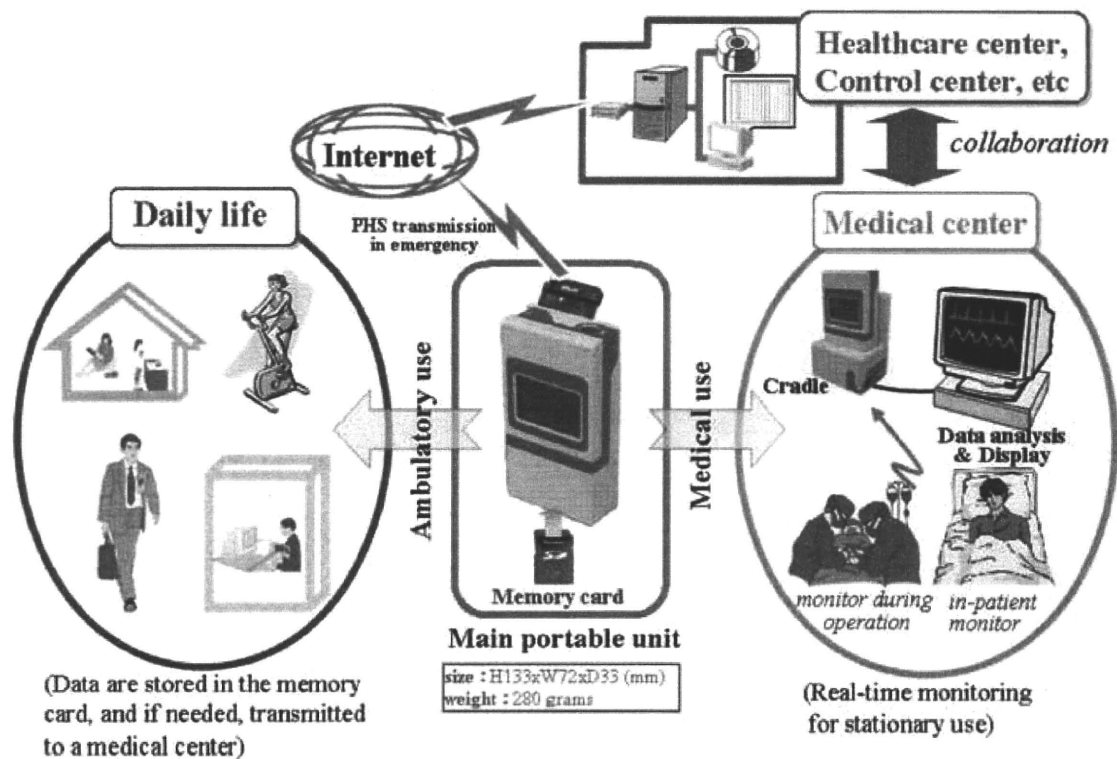 Healthcare center,
Control center, etc
collaboration
Internet
PHS transmission
in emergency
Daily life
Medical center
Cradle
Data analysis
& Display
Ambulatory use
Medical use
Memory card
monitor during
operation
in-patient
monitor
Main portable unit
size : H133xW72xD33 (mm)
weight : 280 grams
(Data are stored in the memory
card, and if needed, transmitted
to a medical center)
(Real-time monitoring
for stationary use)